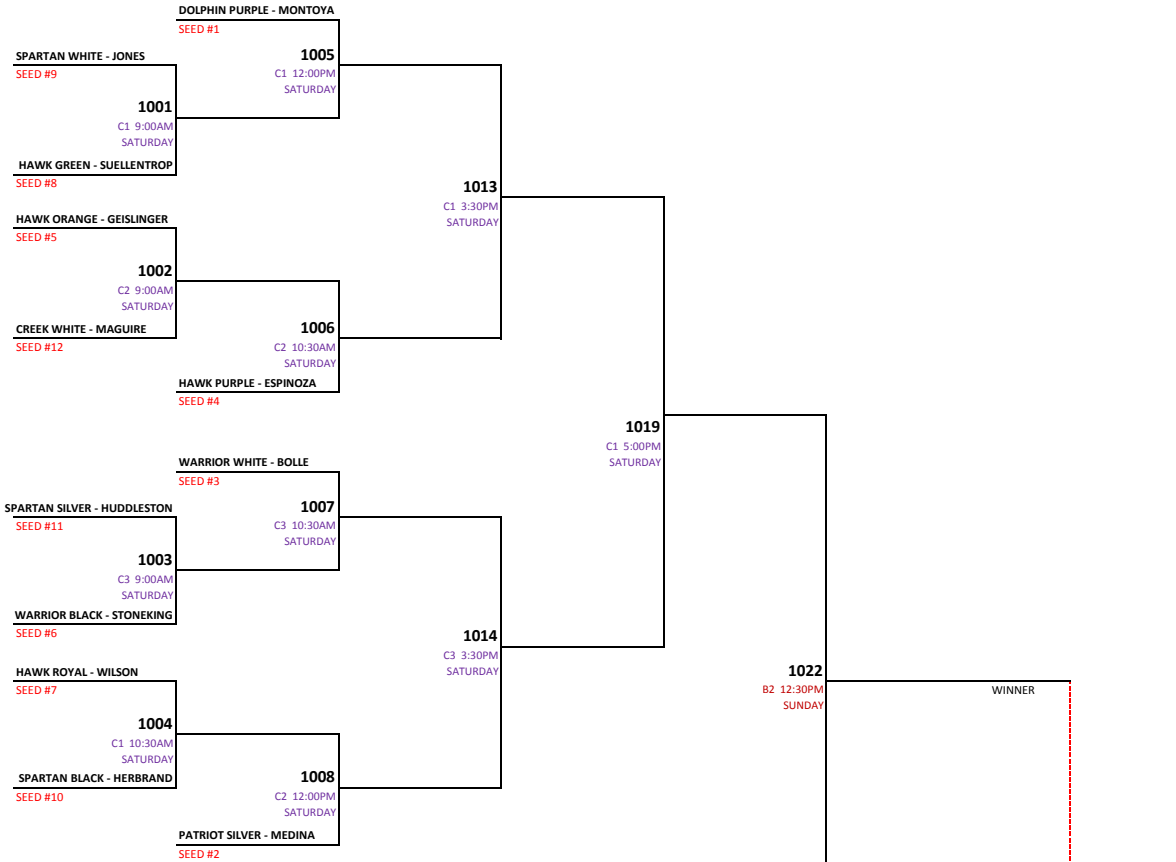 DOLPHIN PURPLE - MONTOYA
SEED #1
SPARTAN WHITE - JONES
SEED #9
1005
C1 12:00PM
SATURDAY
1001
C1 9:00AM
SATURDAY
HAWK GREEN - SUELLENTROP
SEED #8
1013
C1 3:30PM
SATURDAY
HAWK ORANGE - GEISLINGER
SEED #5
1002
C2 9:00AM
SATURDAY
CREEK WHITE - MAGUIRE
SEED #12
1006
C2 10:30AM
SATURDAY
HAWK PURPLE - ESPINOZA
SEED #4
1019
C1 5:00PM
SATURDAY
WARRIOR WHITE - BOLLE
SEED #3
SPARTAN SILVER - HUDDLESTON
SEED #11
1007
C3 10:30AM
SATURDAY
1003
C3 9:00AM
SATURDAY
WARRIOR BLACK - STONEKING
SEED #6
1014
C3 3:30PM
SATURDAY
HAWK ROYAL - WILSON
SEED #7
1022
B2 12:30PM
SUNDAY
WINNER
1004
C1 10:30AM
SATURDAY
SPARTAN BLACK - HERBRAND
SEED #10
1008
C2 12:00PM
SATURDAY
PATRIOT SILVER - MEDINA
SEED #2